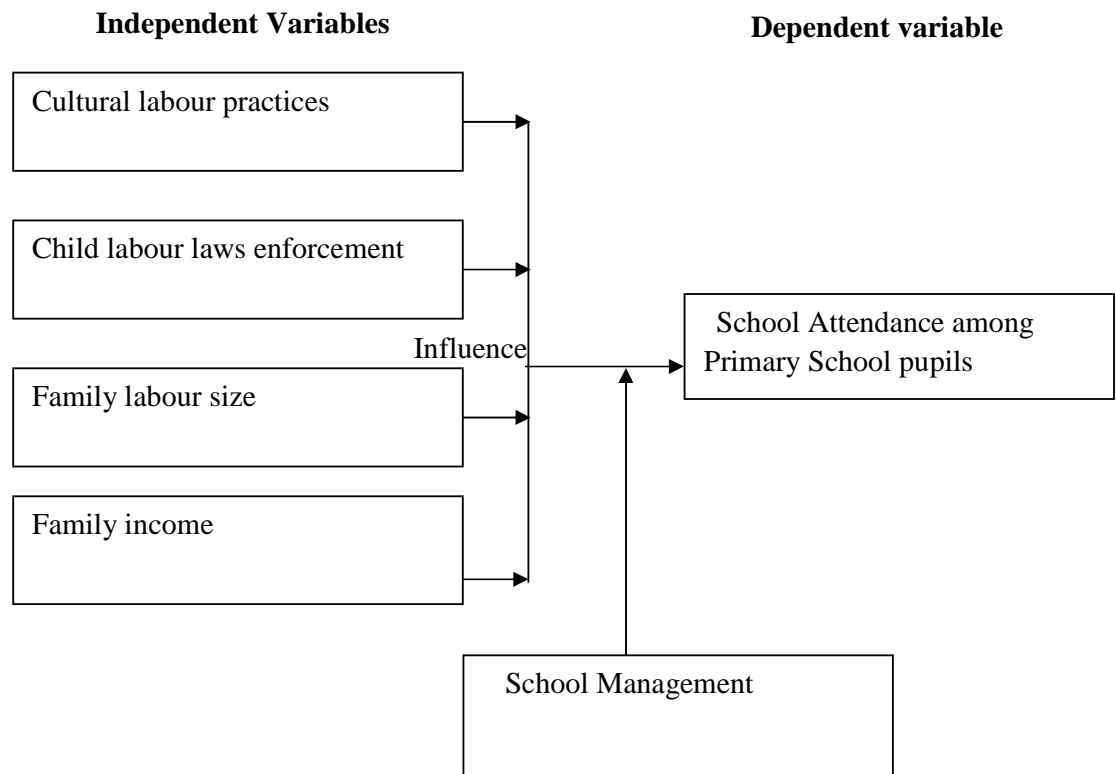 Independent Variables
Dependent variable
Cultural labour practices
Child labour laws enforcement
School Attendance among
Primary School pupils
Influence
Family labour size
Family income
School Management